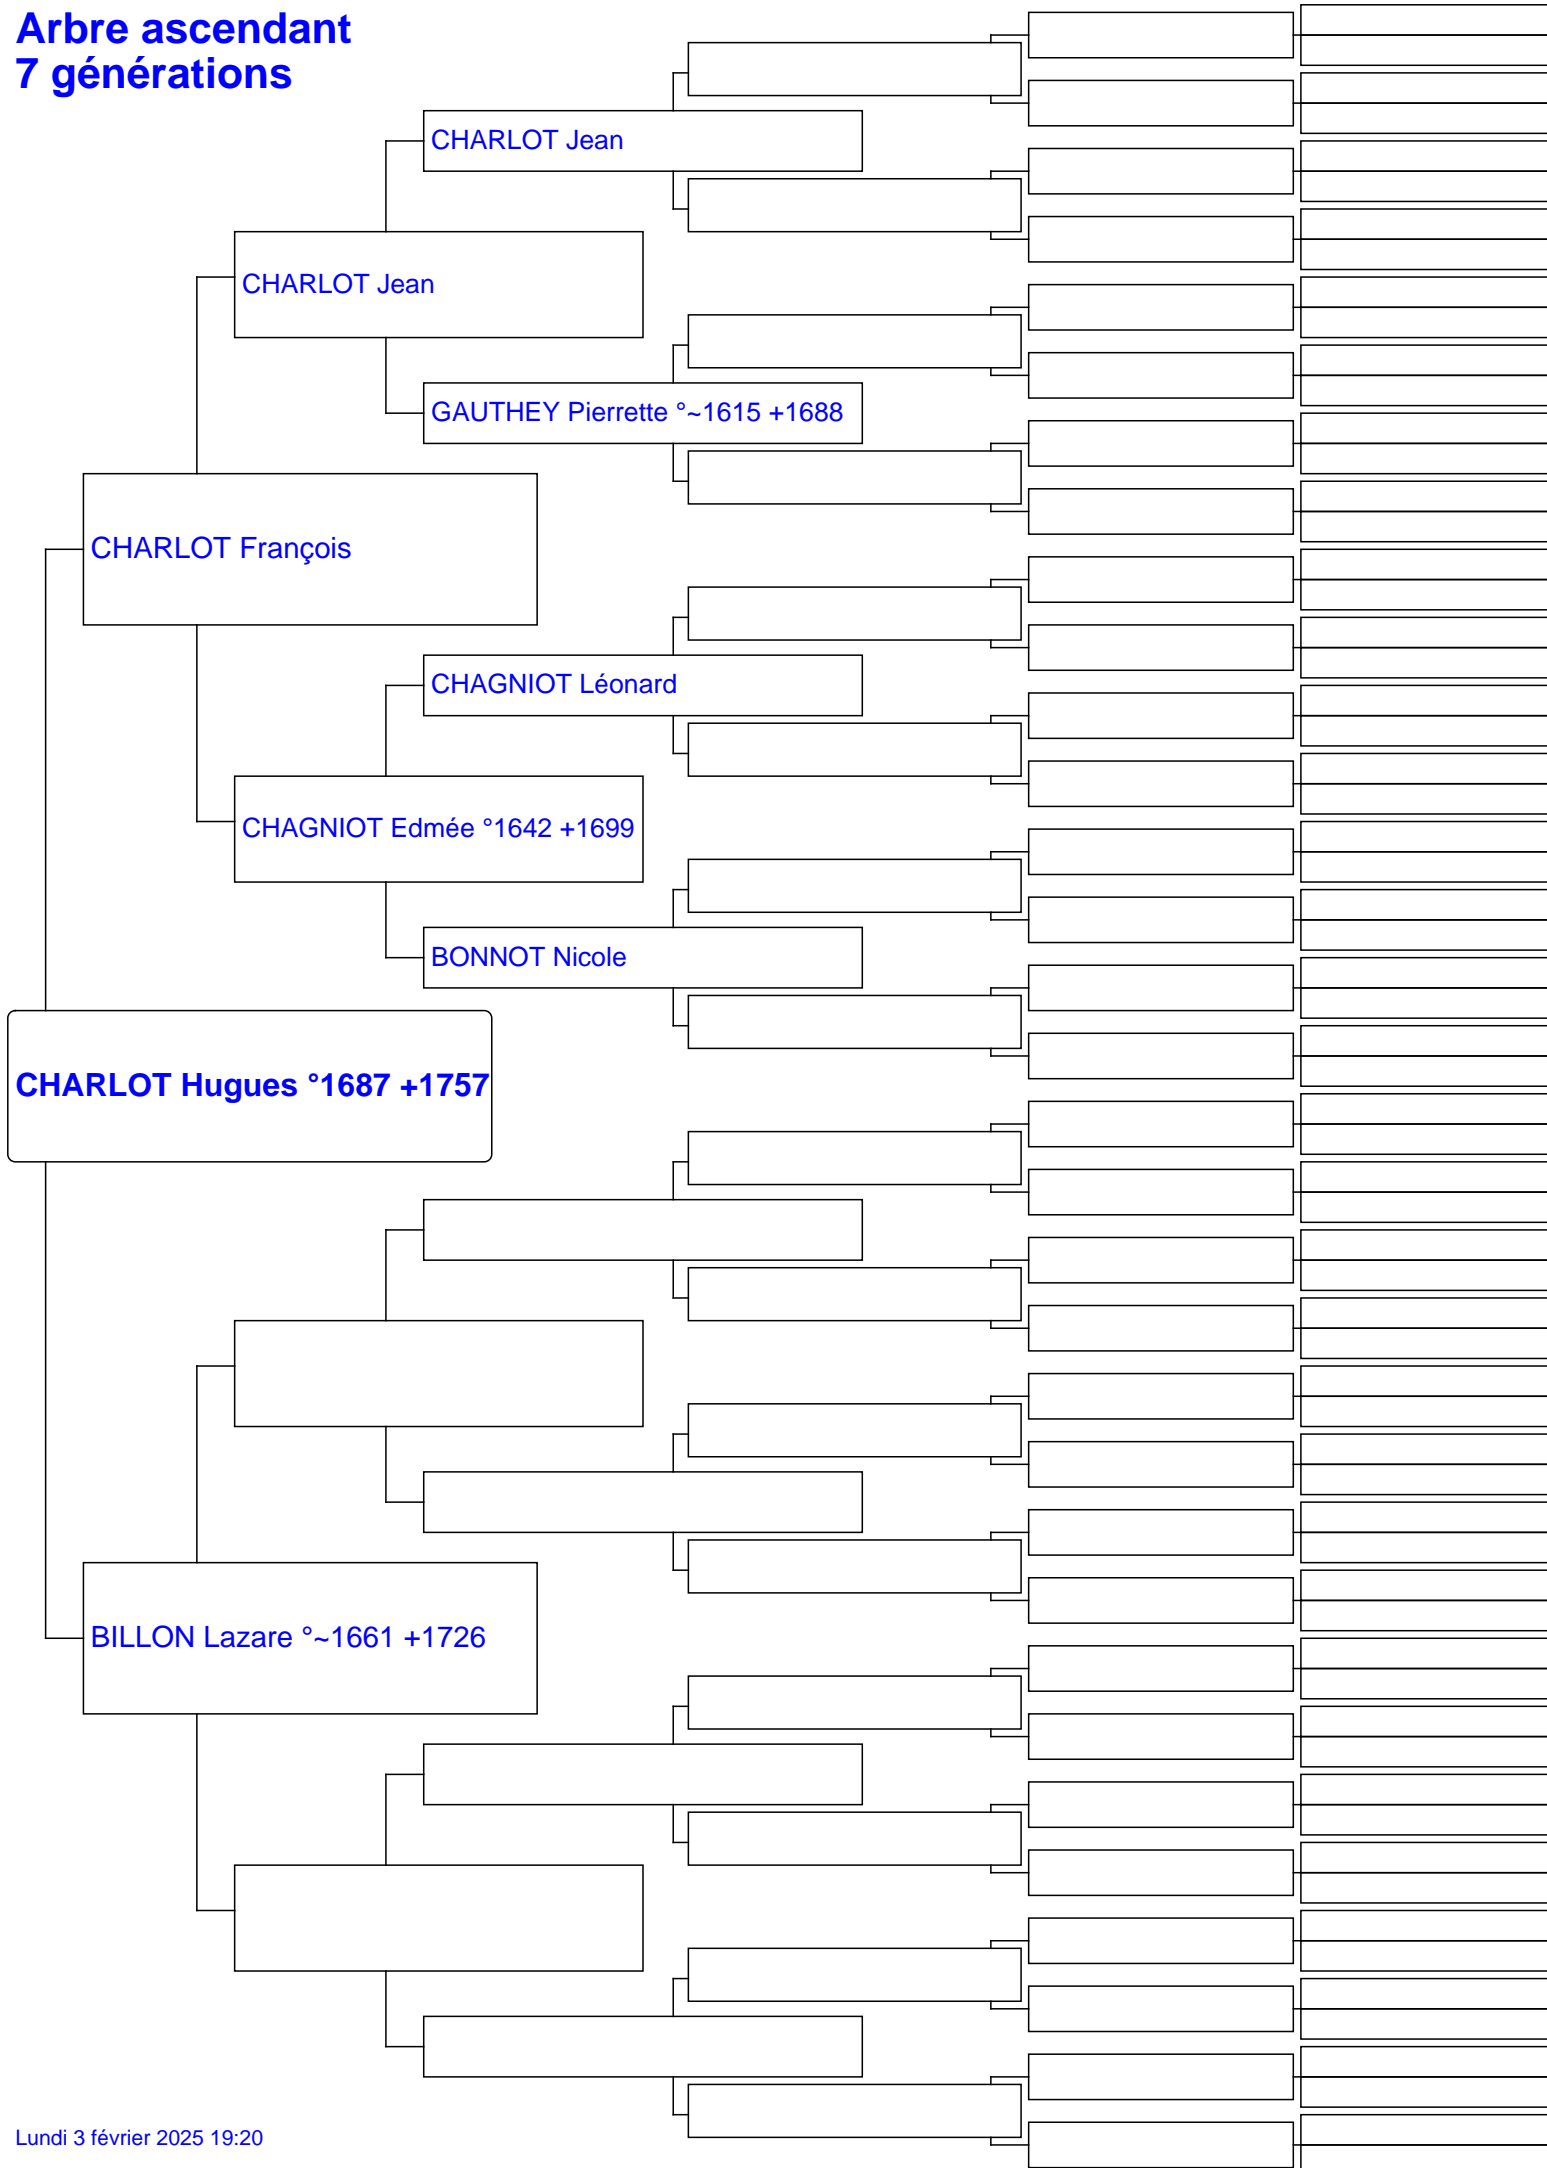 Arbre ascendant
7 générations
CHARLOT Jean
CHARLOT Jean
GAUTHEY Pierrette °~1615 +1688
CHARLOT François
CHAGNIOT Léonard
CHAGNIOT Edmée °1642 +1699
BONNOT Nicole
CHARLOT Hugues °1687 +1757
BILLON Lazare °~1661 +1726
Lundi 3 février 2025 19:20